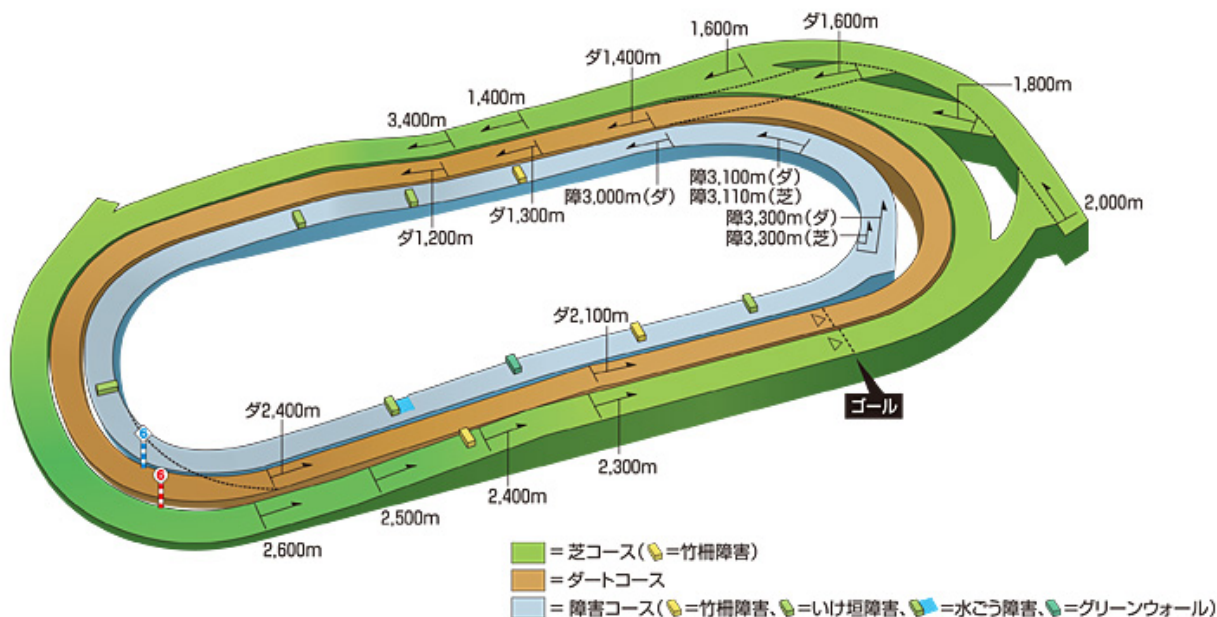 1,600m
ダ1,600m
ダ1,400m
1,800m
1,400m
3,400m
障3,000m(ダ)
障3,100m(ダ)
障3,110m(芝)
2,000m
ダ1,300m
障3,300m(ダ)
ダ1,200m
障3,300m(芝)
ダ2,100m
ゴール
ダ2,400m
6
6
2,300m
2,400m
2,500m
2,600m
=芝コース(=竹柵障害)
=ダートコース
=障害コース(=竹柵障害、=いけ垣障害、=水ごう障害、=グリーンウォール)